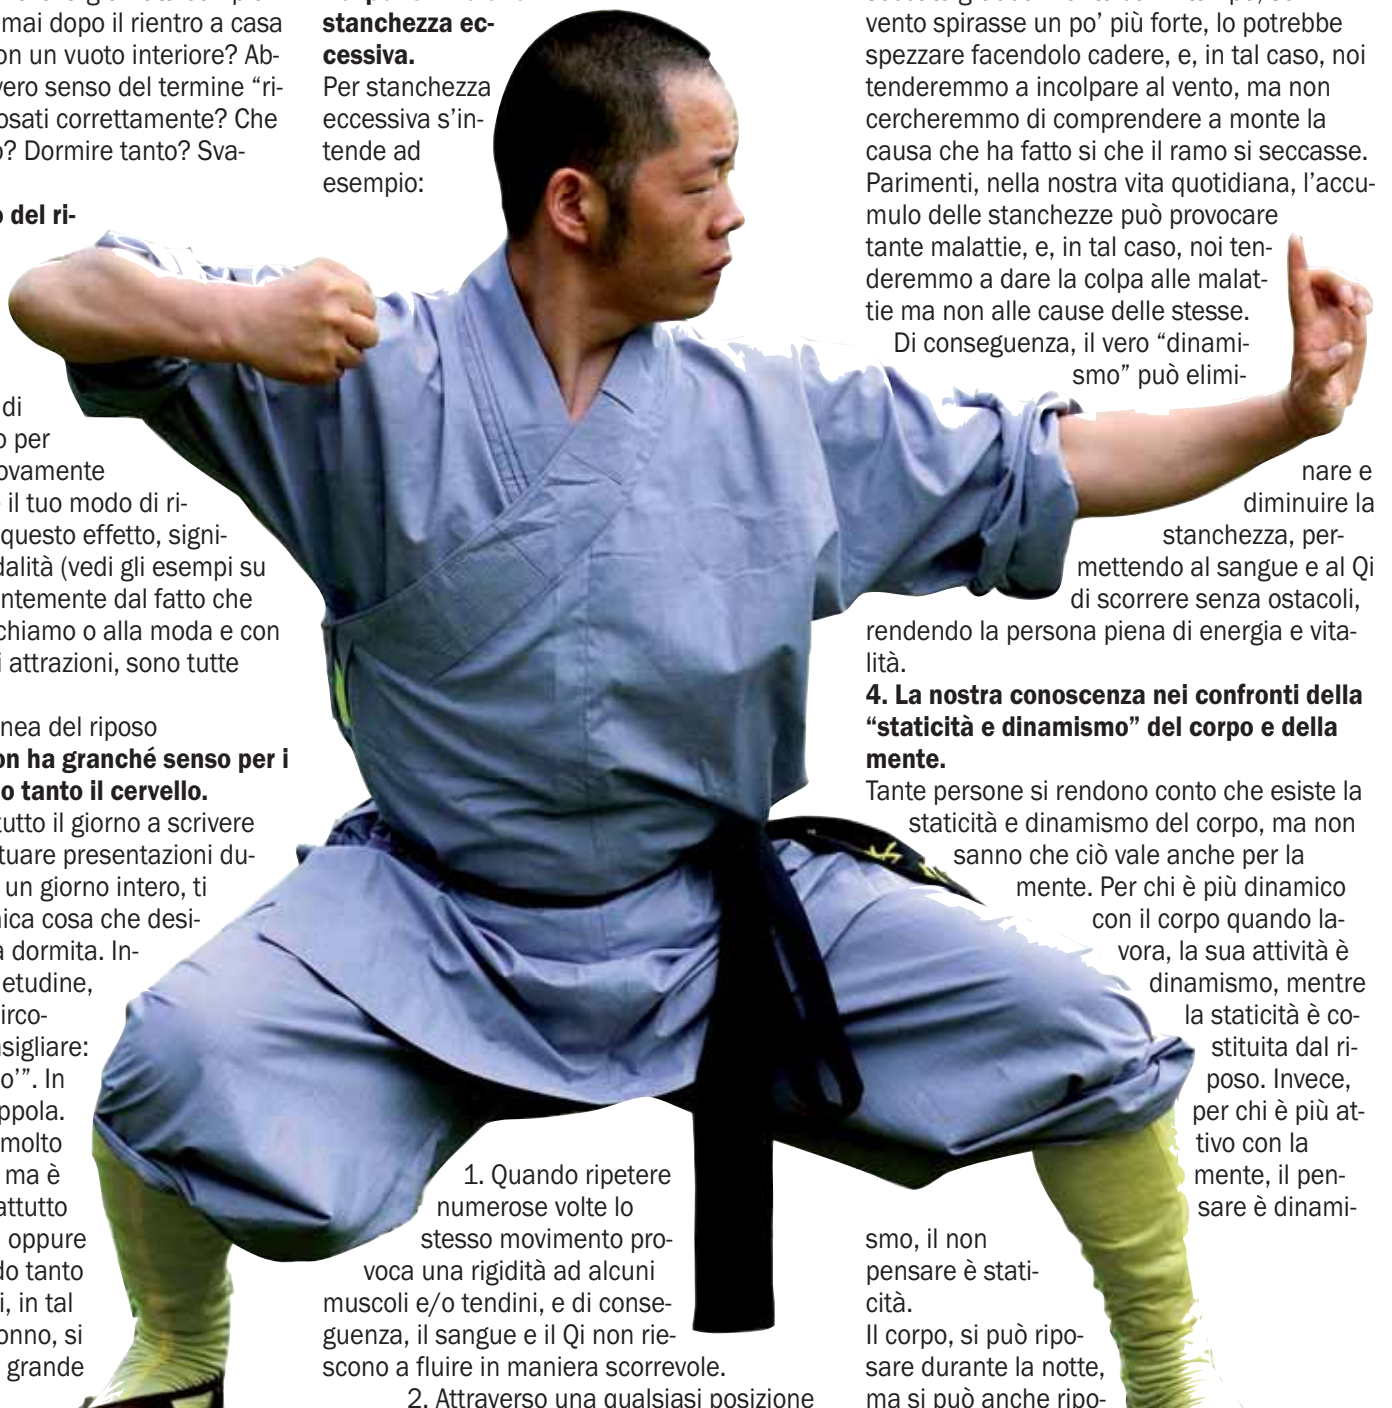 mai dopo il rientro a casa
on un vuoto interiore? Ab-
vero senso del termine “ri-
osati correttamente? Che
o? Dormire tanto? Sva-
o del ri-
di
o per
ovamente
il tuo modo di ri-
questo effetto, signi-
dalità (vedi gli esempi su
ntemente dal fatto che
chiamo o alla moda e con
i attrazioni, sono tutte
nea del riposo
on ha granché senso per i
o tanto il cervello.
tutto il giorno a scrivere
tuare presentazioni du-
un giorno intero, ti
nica cosa che desi-
a dormita. In-
etudine,
irco-
nsigliare:
o’”. In
ppola.
molto
ma è
attutto
oppure
do tanto
i, in tal
onno, si
grande
stanchezza ec-
cessiva.
Per stanchezza
eccessiva s’in-
tende ad
esempio:
1. Quando ripetere
numerose volte lo
stesso movimento pro-
voca una rigidità ad alcuni
muscoli e/o tendini, e di conse-
guenza, il sangue e il Qi non rie-
scono a fluire in maniera scorrevole.
2. Attraverso una qualsiasi posizione
vento spirasse un po’ più forte, lo potrebbe
spezzare facendolo cadere, e, in tal caso, noi
tenderemmo a incolpare al vento, ma non
cercheremmo di comprendere a monte la
causa che ha fatto si che il ramo si seccasse.
Parimenti, nella nostra vita quotidiana, l’accu-
mulo delle stanchezze può provocare
tante malattie, e, in tal caso, noi ten-
deremmo a dare la colpa alle malat-
tie ma non alle cause delle stesse.
Di conseguenza, il vero “dinami-
smo” può elimi-
nare e
diminuire la
stanchezza, per-
mettendo al sangue e al Qi
di scorrere senza ostacoli,
rendendo la persona piena di energia e vita-
lità.
4. La nostra conoscenza nei confronti della
“staticità e dinamismo” del corpo e della
mente.
Tante persone si rendono conto che esiste la
staticità e dinamismo del corpo, ma non
sanno che ciò vale anche per la
mente. Per chi è più dinamico
con il corpo quando la-
vora, la sua attività è
dinamismo, mentre
la staticità è co-
stituita dal ri-
poso. Invece,
per chi è più at-
tivo con la
mente, il pen-
sare è dinami-
smo, il non
pensare è stati-
cità.
Il corpo, si può ripo-
sare durante la notte,
ma si può anche ripo-